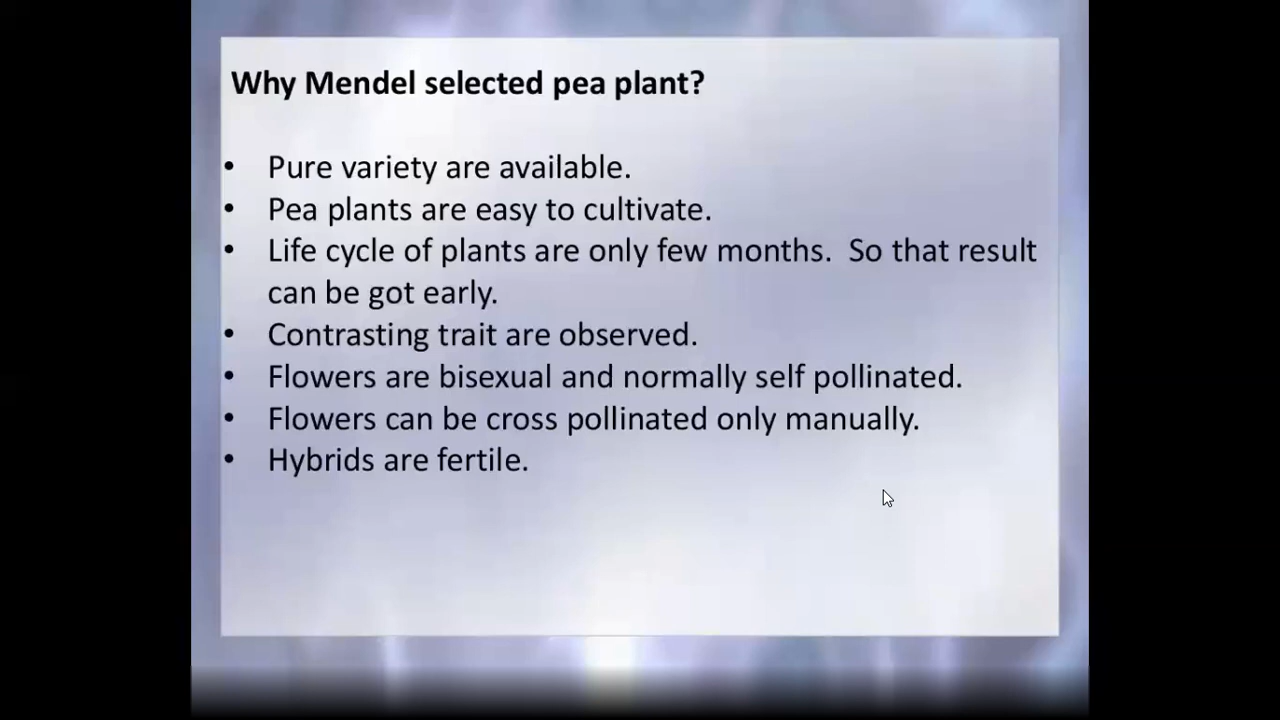 Why Mendel selected pea plant?
• Pure variety are available.
• Pea plants are easy to cultivate.
• Life cycle of plants are only few months.  So that result
can be got early.
• Contrasting trait are observed.
• Flowers are bisexual and normally self pollinated.
• Flowers can be cross pollinated only manually.
• Hybrids are fertile.